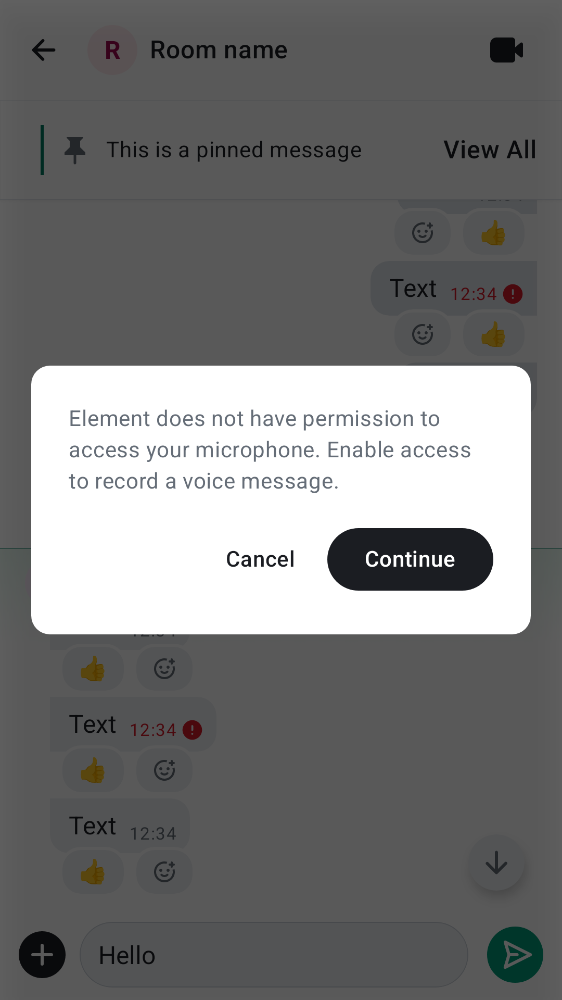 R Room name
This is a pinned message View All
Text 12:34
Element does not have permission to
access your microphone. Enable access
to record a voice message.
Cancel Continue
Text 12:34
Text 12:34
Hello